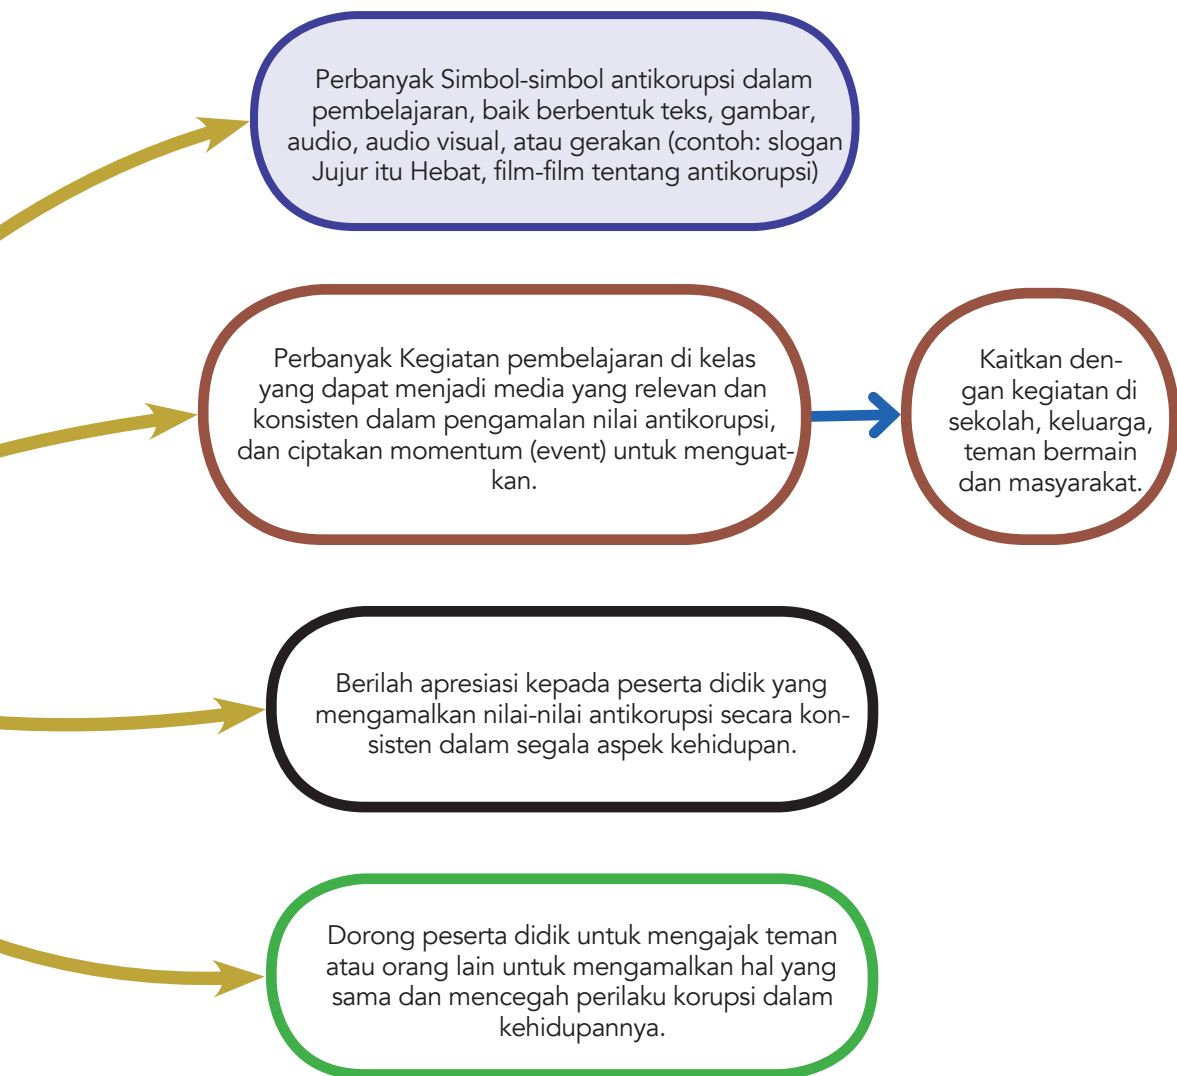 Perbanyak Simbol-simbol antikorupsi dalam
pembelajaran, baik berbentuk teks, gambar,
audio, audio visual, atau gerakan (contoh: slogan
Jujur itu Hebat, film-film tentang antikorupsi)
Perbanyak Kegiatan pembelajaran di kelas
yang dapat menjadi media yang relevan dan
konsisten dalam pengamalan nilai antikorupsi,
dan ciptakan momentum (event) untuk menguat-
kan.
Kaitkan den-
gan kegiatan di
sekolah, keluarga,
teman bermain
dan masyarakat.
Berilah apresiasi kepada peserta didik yang
mengamalkan nilai-nilai antikorupsi secara kon-
sisten dalam segala aspek kehidupan.
Dorong peserta didik untuk mengajak teman
atau orang lain untuk mengamalkan hal yang
sama dan mencegah perilaku korupsi dalam
kehidupannya.